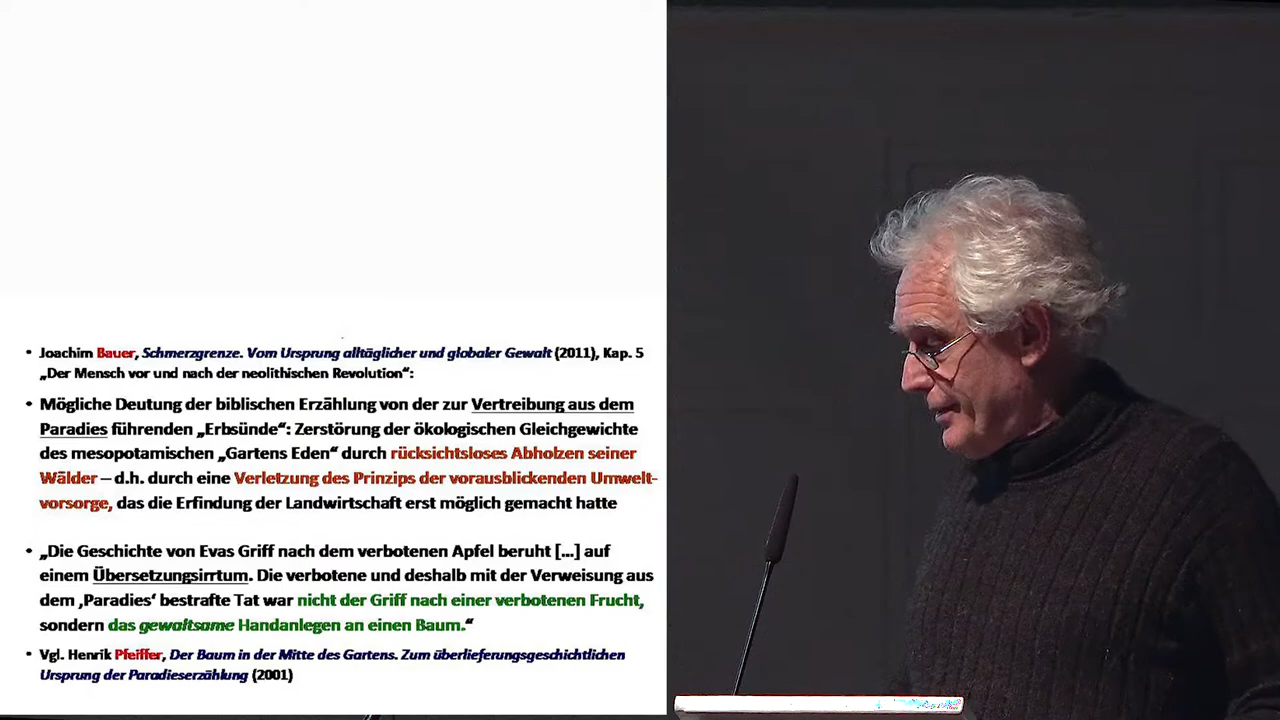 • Joachim Bauer, Schmerzgrenze. Vom Ursprung alltäglicher und globaler Gewalt (2011), Kap. 5
„Der Mensch vor und nach der neolithischen Revolution“:
• Mögliche Deutung der biblischen Erzählung von der zur Vertreibung aus dem
Paradies führenden „Erbsünde“: Zerstörung der ökologischen Gleichgewichte
des mesopotamischen „Gartens Eden“ durch rücksichtsloses Abholzen seiner
Wälder – d.h. durch eine Verletzung des Prinzips der vorausblickenden Umwelt-
vorsorge, das die Erfindung der Landwirtschaft erst möglich gemacht hatte
• „Die Geschichte von Evas Griff nach dem verbotenen Apfel beruht [...] auf
einem Übersetzungsirrtum. Die verbotene und deshalb mit der Verweisung aus
dem ‚Paradies‘ bestrafte Tat war nicht der Griff nach einer verbotenen Frucht,
sondern das gewaltsame Handanlegen an einen Baum.“
• Vgl. Henrik Pfeiffer, Der Baum in der Mitte des Gartens. Zum überlieferungsgeschichtlichen
Ursprung der Paradieserzählung (2001)